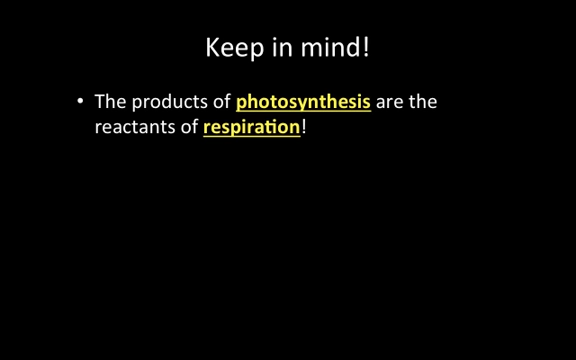 Keep in mind!
• The products of photosynthesis are the
reactants of respiration!